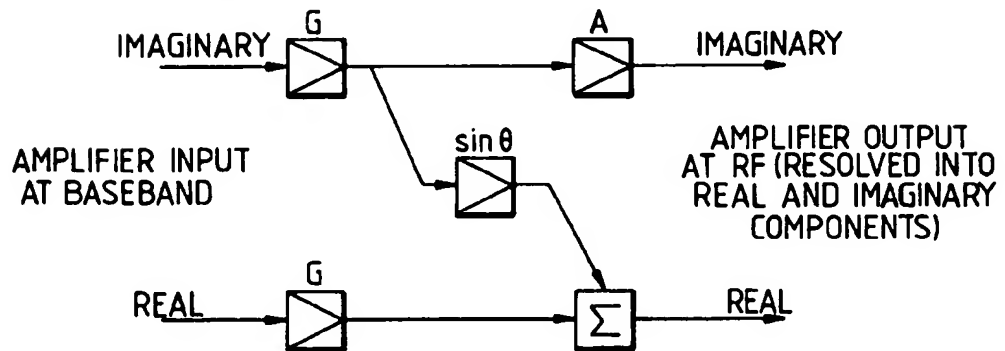 G
A
IMAGINARY
IMAGINARY
sin θ
AMPLIFIER INPUT
AT BASEBAND
AMPLIFIER OUTPUT
AT RF (RESOLVED INTO
REAL AND IMAGINARY
COMPONENTS)
G
REAL
Σ
REAL